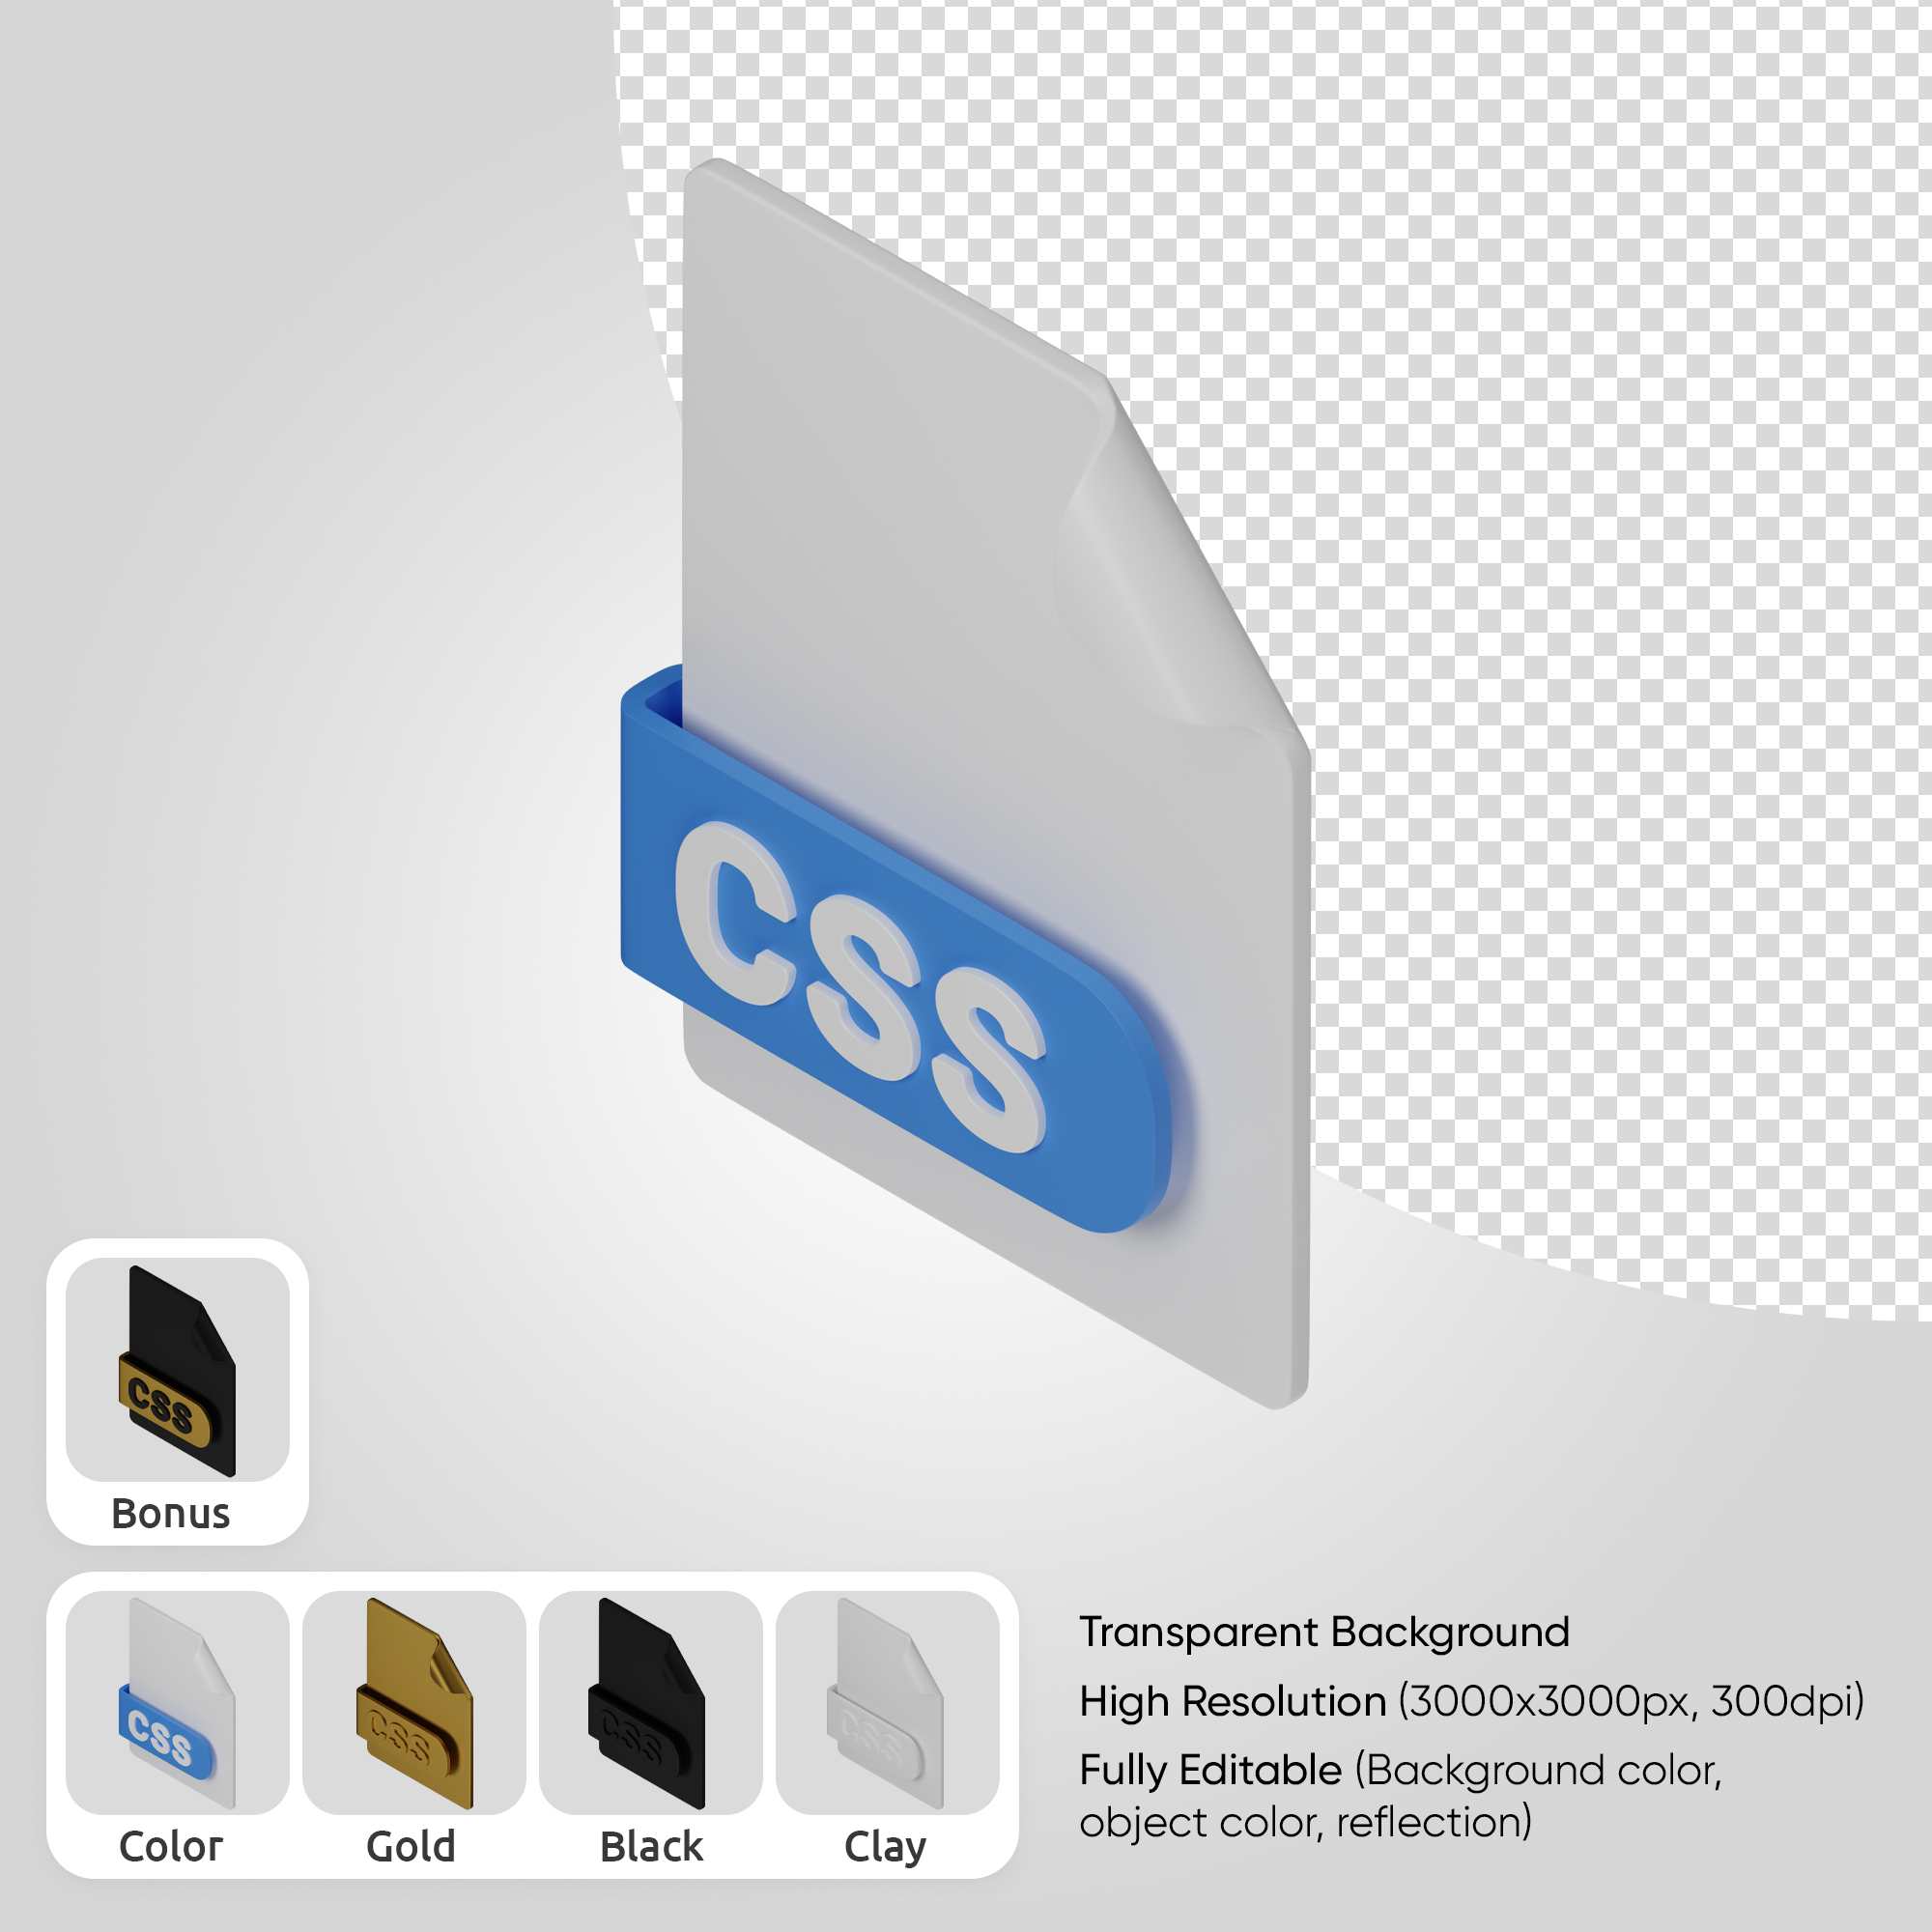 CSS
CSS
Bonus
CSS
CSS
CSS
CSS
Color
Gold
Black
Clay
Transparent Background
High Resolution (3000x3000px, 300dpi)
Fully Editable (Background color,
object color, reflection)